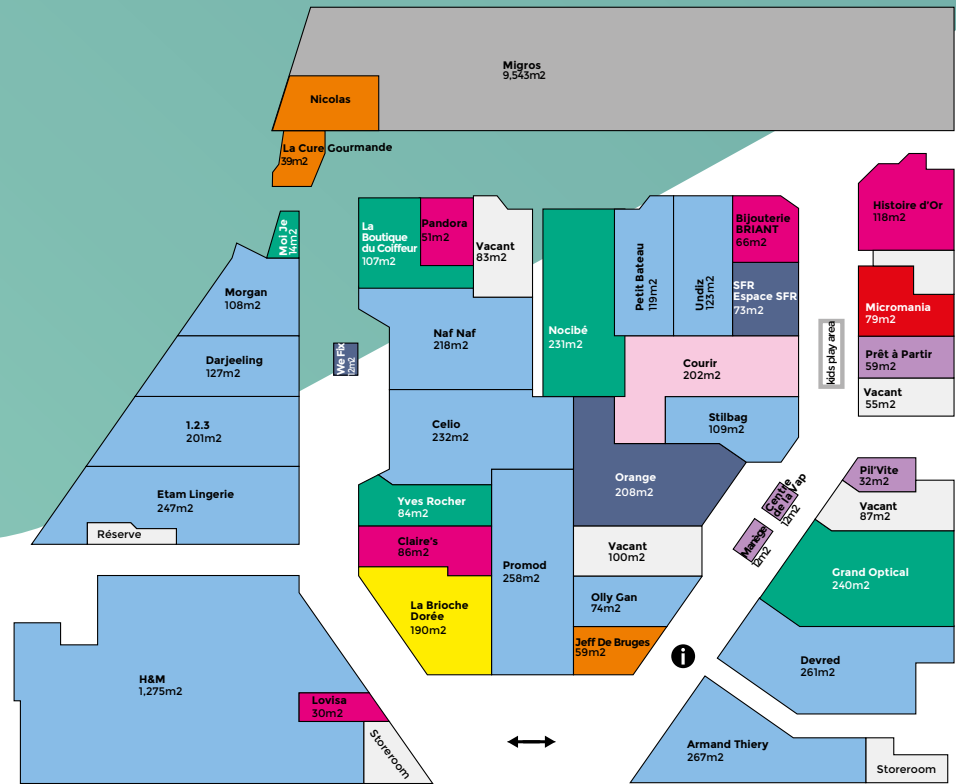 Migros
9,543m2
Nicolas
La Cure Gourmande
39m2
Moi Je
14m2
La
Boutique
du Coiffeur
107m2
Pandora
51m2
Vacant
83m2
Nocibé
231m2
Petit Bateau
119m2
Undiz
123m2
Bijouterie
BRIANT
66m2
SFR
Espace SFR
73m2
Histoire d'Or
118m2
Micromania
79m2
Prêt à Partir
59m2
Vacant
55m2
kids play area
Morgan
108m2
Darjeeling
127m2
1.2.3
201m2
Etam Lingerie
247m2
Réserve
We Fix
12m2
Naf Naf
218m2
Celio
232m2
Courir
202m2
Stilbag
109m2
Orange
208m2
Yves Rocher
84m2
Claire's
86m2
La Brioche
Dorée
190m2
Promod
258m2
Vacant
100m2
Olly Gan
74m2
Jeff De Bruges
59m2
Centre
de la Vap
12m2
Manège
12m2
Pil'Vite
32m2
Vacant
87m2
Grand Optical
240m2
Devred
261m2
i
H&M
1,275m2
Lovisa
30m2
Storeroom
Armand Thiery
267m2
Storeroom